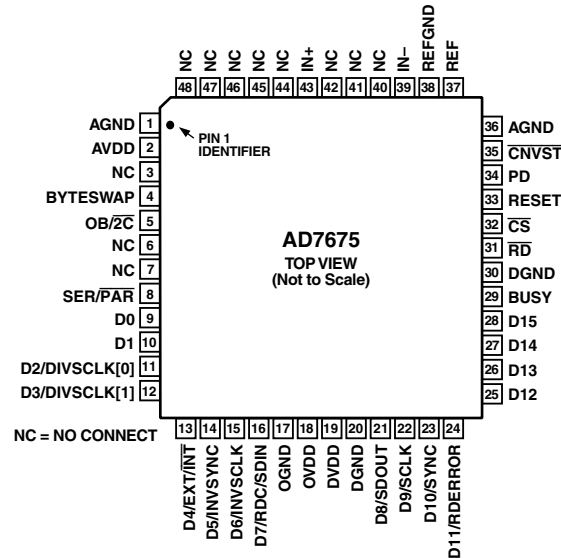 NC
NC
NC
NC
NC
IN+
NC
NC
NC
IN–
REFGND
REF
48 47 46 45 44 43 42 41 40 39 38 37
AGND 1
AVDD 2
NC 3
BYTESWAP 4
OB/2C 5
NC 6
NC 7
SER/PAR 8
D0 9
D1 10
D2/DIVSCLK[0] 11
D3/DIVSCLK[1] 12
PIN 1
IDENTIFIER
AD7675
TOP VIEW
(Not to Scale)
36 AGND
35 CNVST
34 PD
33 RESET
32 CS
31 RD
30 DGND
29 BUSY
28 D15
27 D14
26 D13
25 D12
NC = NO CONNECT
13 14 15 16 17 18 19 20 21 22 23 24
D4/EXT/INT
D5/INVSYNC
D6/INVSCLK
D7/RDC/SDIN
OGND
OVDD
DVDD
DGND
D8/SDOUT
D9/SCLK
D10/SYNC
D11/RDERROR